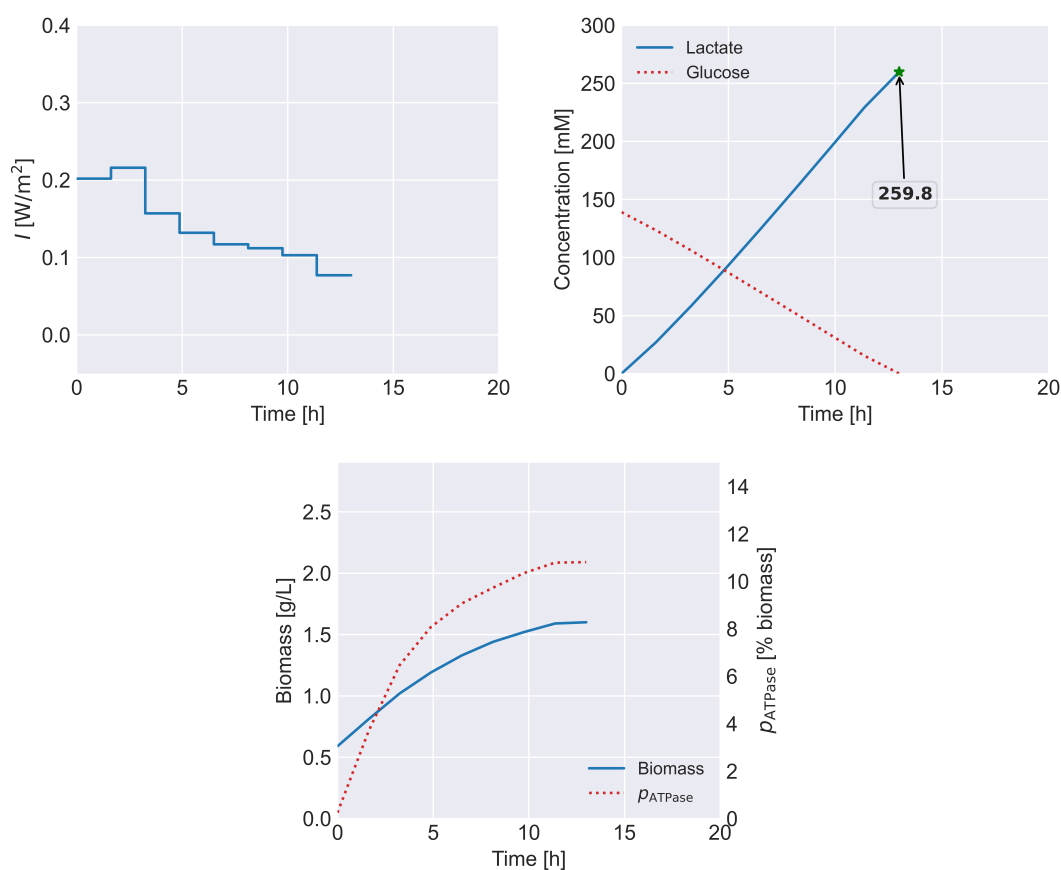 0.4
0.3
0.2
0.1
0.0
I [W/m²]
0 5 10 15 20
Time [h]
300
250
200
150
100
50
0
Concentration [mM]
Lactate
Glucose
259.8
0 5 10 15 20
Time [h]
2.5
2.0
1.5
1.0
0.5
0.0
Biomass [g/L]
14
12
10
8
6
4
2
0
p_ATPase [% biomass]
Biomass
p_ATPase
0 5 10 15 20
Time [h]